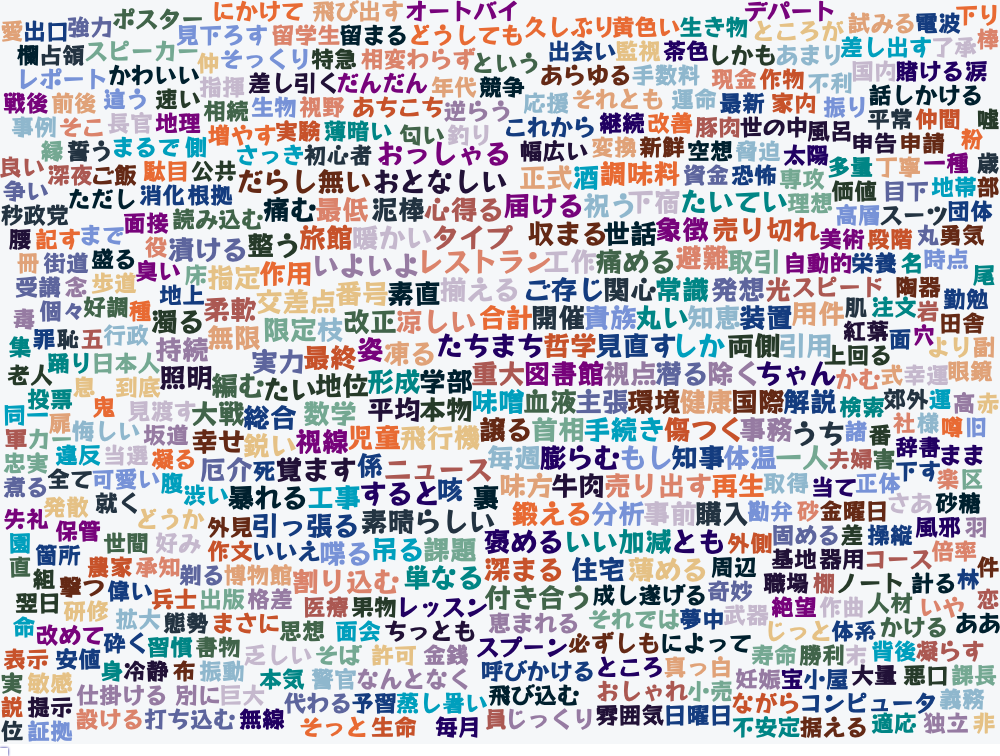 にかけて 飛び出す オートバイ デパート 下り
愛 出口 強力 ポスター 見下ろす 留学生 留まる どうしても 久しぶり 黄色い 生き物 ところが 試みる 電波 棒
欄 占領 スピーカー 仲 そっくり 特急 相変わらず という 出会い 監視 茶色 しかも あまり 差し出す 了承
レポート かわいい 指揮 差し引く だんだん 年代 競争 あらゆる 手数料 現金 作物 不利 国内 賭ける 涙
戦後 前後 違う 速い 相続 生物 視野 あちこち 逆らう 応援 それとも 運命 最新 家内 振り 話しかける
事例 そこ 長官 地理 増やす 実験 薄暗い 匂い 釣り これから 継続 改善 豚肉 世の中 風呂 平常 仲間 嘘
縁 誓う まるで 側 さっき 初心者 おっしゃる 幅広い 変換 新鮮 空想 脅迫 太陽 申告 申請 粉
良い 深夜 ご飯 駄目 公共 だらし無い おとなしい 正式 酒 調味料 資金 恐怖 専攻 多量 丁寧 一種 歳
争い ただし 消化 根拠 痛む 最低 泥棒 心得る 届ける 祝う 下宿 たいてい 理想 価値 目下 地帯 部
秒 政党 面接 読み込む 高層 スーツ 団体
腰 記す まで 役 漬ける 整う 旅館 暖かい タイプ 収まる 世話 象徴 売り切れ 美術 段階 丸 勇気
冊 街道 盛る 臭い 床 指定 作用 いよいよ レストラン 工作 痛める 避難 取引 自動的 栄養 名 時点
受講 念 歩道 地上 柔軟 交差点 番号 素直 揃える ご存じ 関心 常識 発想 光 スピード 陶器 勤勉 尾
毒 個々 好調 種 濁る 無限 限定 枝 改正 涼しい 合計 開催 貴族 丸い 知恵 装置 用件 肌 注文 岩 田舎
集 罪 恥 五 行政 持続 実力 最終 姿 凍る たちまち 哲学 見直す しか 両側 引用 紅葉 面 穴 より 副
老人 踊り 日本人 照明 編む たい 地位 形成 学部 重大 図書館 視点 潜る 除く ちゃん 上回る かむ 式 幸運 眼鏡
息 到底
同 投票 扉 鬼 見渡す 大戦 総合 数学 平均 本物 味噌 血液 主張 環境 健康 国際 解説 検索 郊外 運 高 赤
一
軍 カー 悔しい 坂道 幸せ 鋭い 視線 児童 飛行機 譲る 首相 手続き 傷つく 事務 うち 諸 番 社 様 噂 旧
忠実 違反 当選 凝る 厄介 死 覚ます 係 ニュース 毎週 膨らむ もし 知事 体温 一人 夫婦 害 辞書 まま
煮る 全て 可愛い 腹 渋い 暴れる 工事 すると 咳 裏 味方 牛肉 売り出す 再生 取得 当て 正体 下す 楽 区
発散 就く どうか 外見 引っ張る 素晴らしい 鍛える 分析 事前 購入 勘弁 砂 金曜日 さあ 砂糖
失礼 保管 世間 好み 作文 いいえ 喋る 吊る 課題 褒める いい加減 とも 外側 固める 差 操縦 風邪 羽
園 箇所 農家 承知 剃る 博物館 割り込む 単なる 深まる 住宅 薄める 周辺 基地 器用 コース 倍率
直 組 撃つ 偉い 兵士 出版 格差 医療 果物 レッスン 付き合う 成し遂げる 奇妙 職場 棚 ノート 計る 林 件
翌日 研修 拡大 態勢 まさに 思想 面会 ちっとも 恵まれる それでは 夢中 武器 絶望 作曲 人材 いや 恋
命 改めて 砕く 習慣 書物 乏しい そば 許可 金銭 スプーン 必ずしも によって じっと 体系 かける ああ
表示 安値 身 冷静 布 振動 本気 警官 なんとなく 呼びかける ところ 真っ白 寿命 勝利 末 背後 凝らす
実 敏感 仕掛ける 別に 巨大 代わる 予習 蒸し暑い 飛び込む おしゃれ 小売 妊娠 宝 小屋 大量 悪口 課長
説 提示 設ける 打ち込む 無線 ながら コンピュータ 義務
位 証拠 そっと 生命 毎月 員 じっくり 雰囲気 日曜日 不安定 据える 適応 独立 非